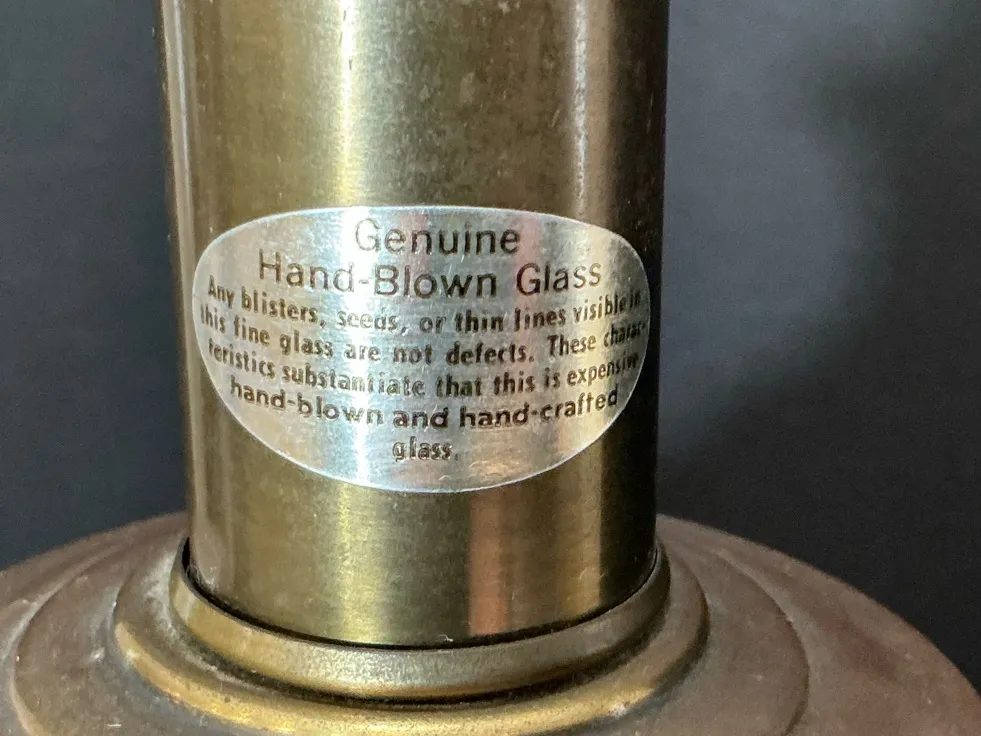 Genuine
Hand-Blown Glass
Any blisters, seeds, or thin lines visible in
this fine glass are not defects. These charac-
teristics substantiate that this is expensive
hand-blown and hand-crafted
glass.